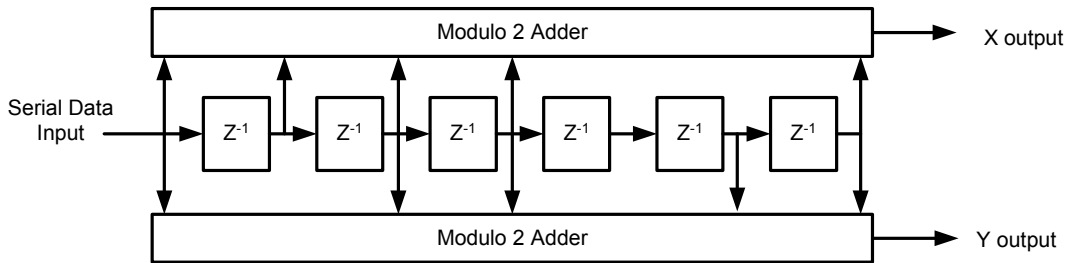 Modulo 2 Adder
X output
Serial Data
Input
Z⁻¹
Z⁻¹
Z⁻¹
Z⁻¹
Z⁻¹
Z⁻¹
Modulo 2 Adder
Y output